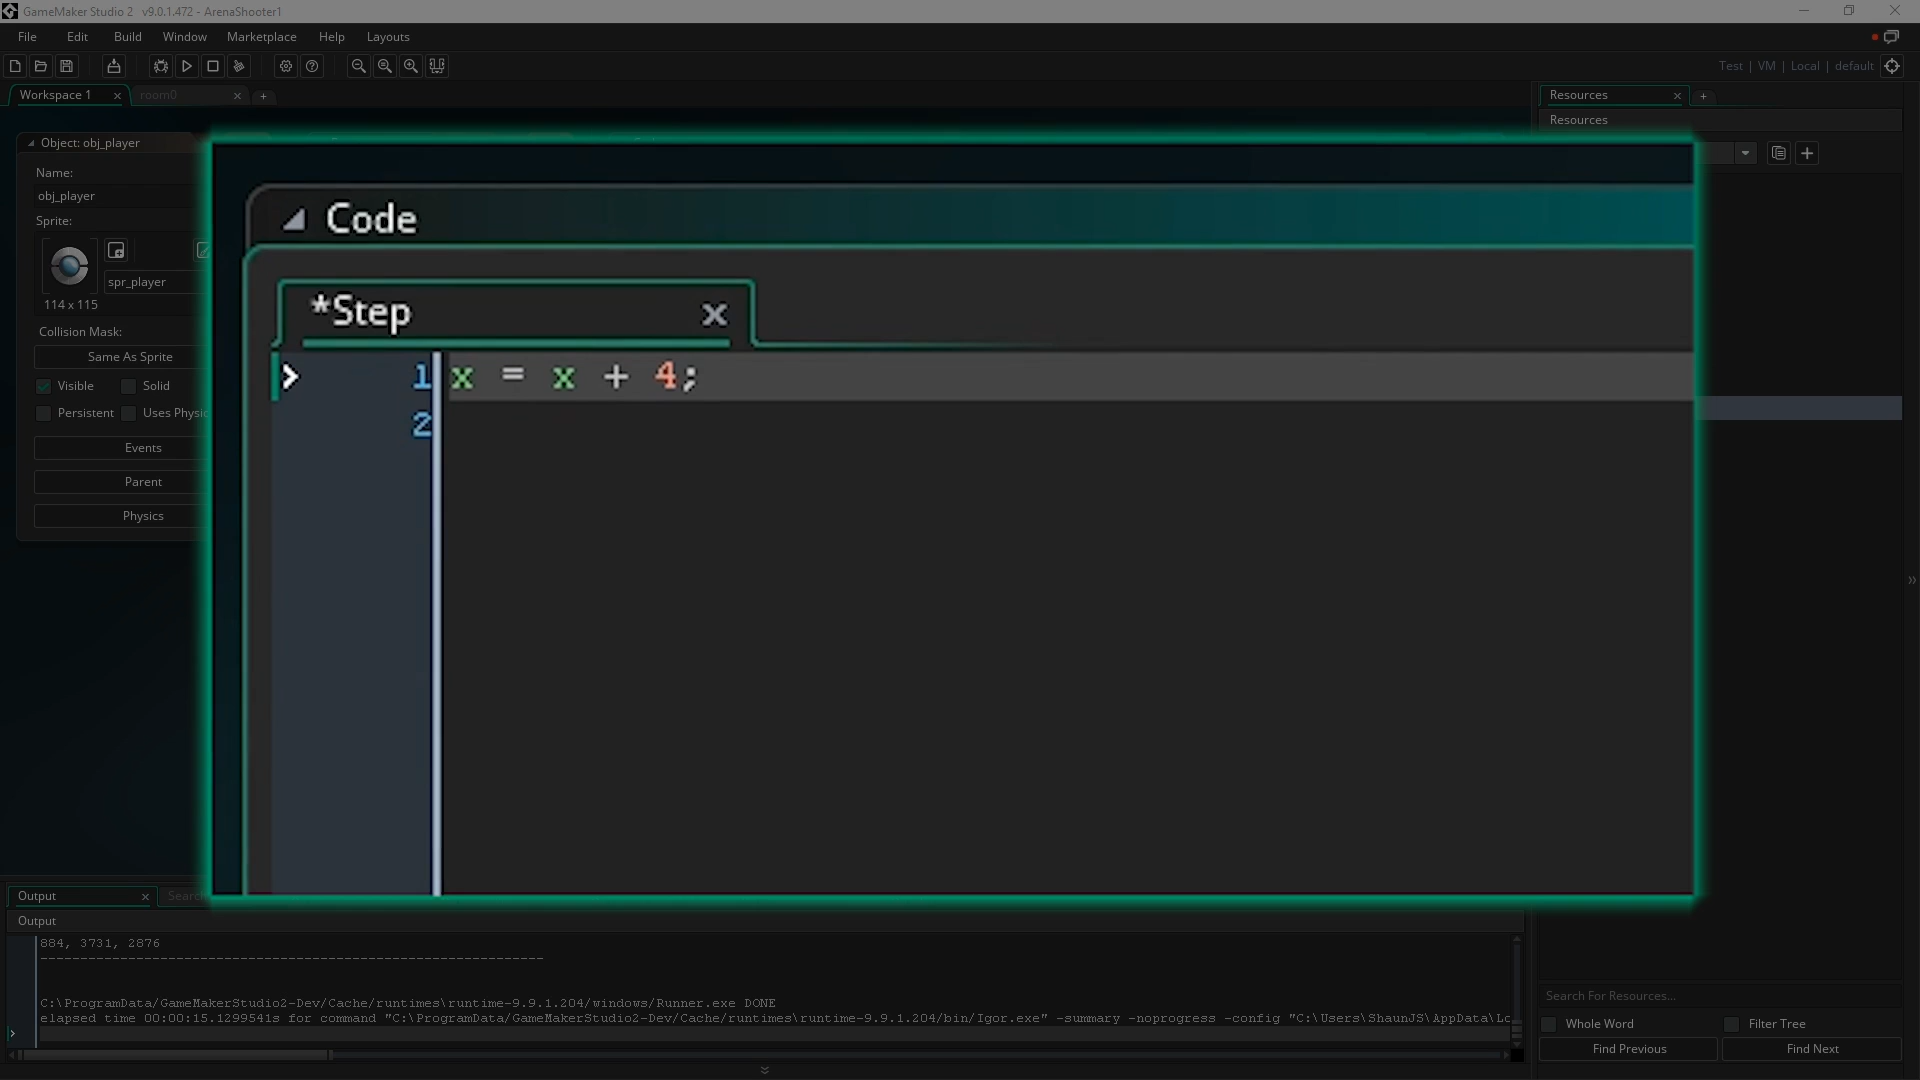 GameMaker Studio 2 v9.0.1.472 - ArenaShooter1
File Edit Build Window Marketplace Help Layouts
Test | VM | Local | default
Workspace 1
room0
Resources
Resources
Object: obj_player
Name:
obj_player
Sprite:
spr_player
114 x 115
Collision Mask:
Same As Sprite
Visible Solid
Persistent Uses Physic
Events
Parent
Physics
Code
*Step
1 x = x + 4;
2
Output
Search
Output
884, 3731, 2876
---------------------------------------------------------------
C:\ProgramData/GameMakerStudio2-Dev/Cache/runtimes\runtime-9.9.1.204/windows/Runner.exe DONE
elapsed time 00:00:15.1299541s for command "C:\ProgramData/GameMakerStudio2-Dev/Cache/runtimes\runtime-9.9.1.204/bin/Igor.exe" -summary -noprogress -config "C:\Users\ShaunJS\AppData\Lo
Search For Resources...
Whole Word Filter Tree
Find Previous Find Next